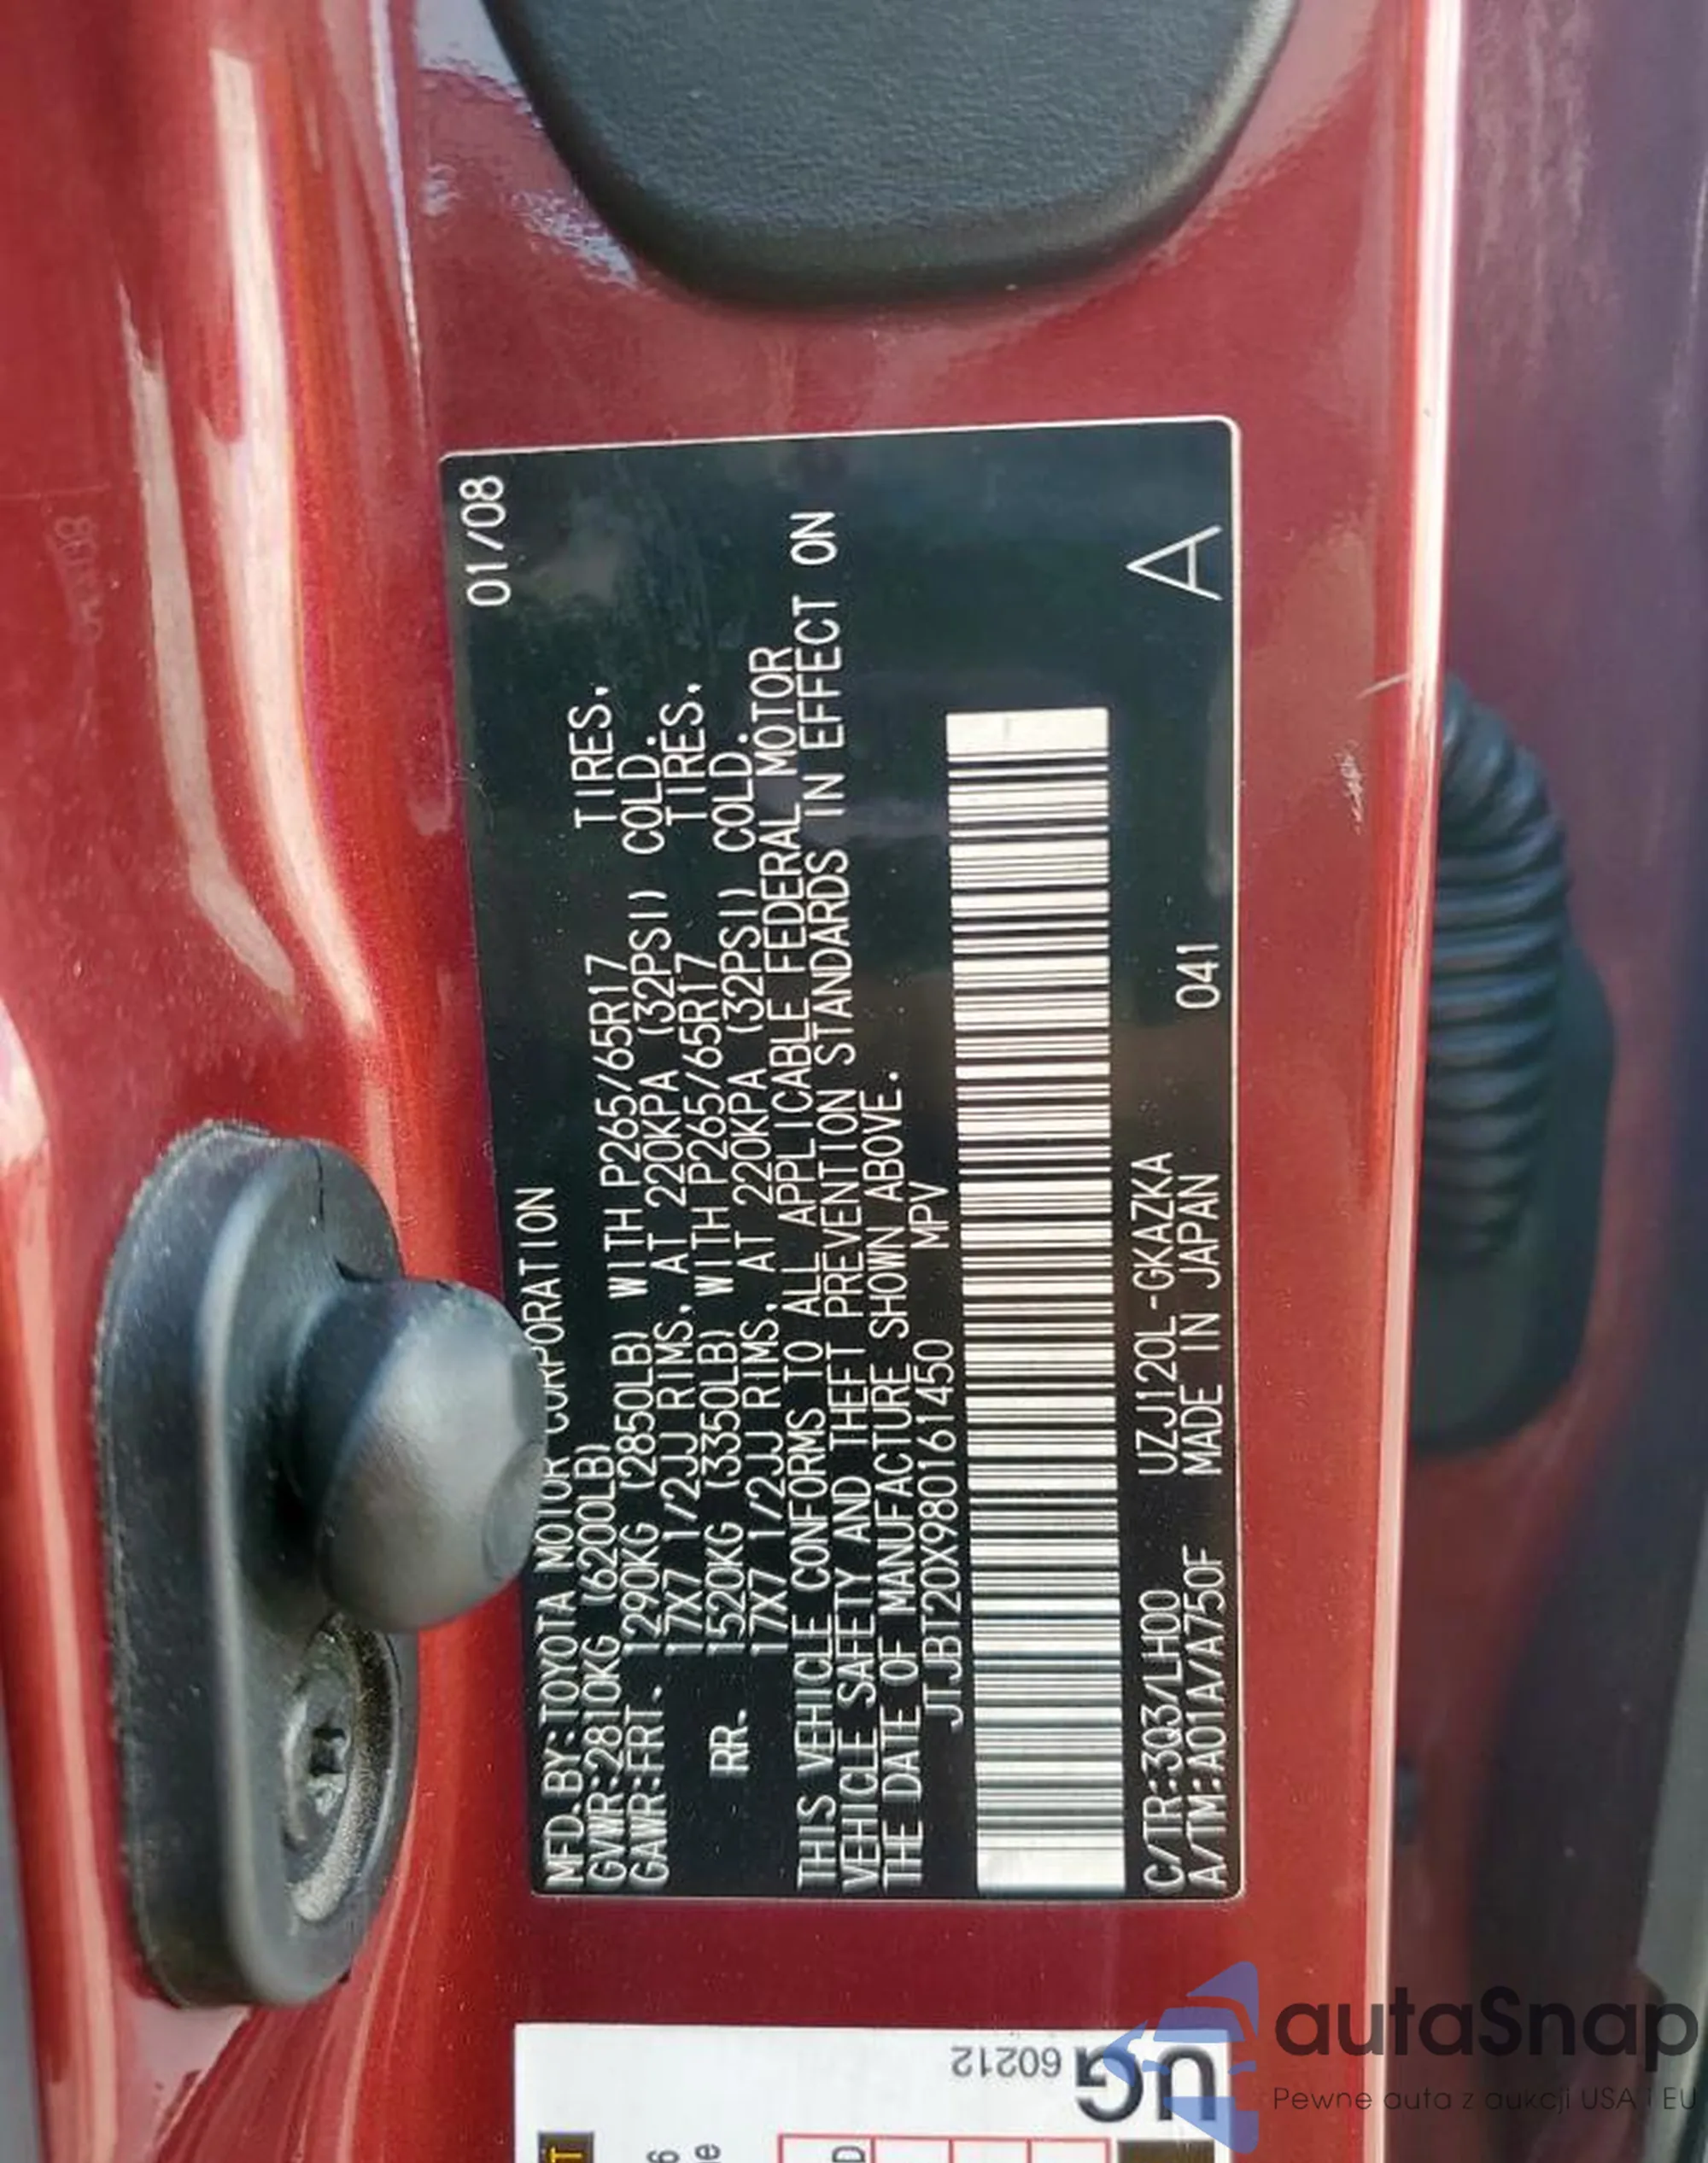 01/08
MFD.BY:TOYOTA MOTOR CORPORATION
GVWR:2810KG (6200LB)
GAWR:FRT. 1290KG (2850LB) WITH P265/65R17 TIRES.
17X7 1/2JJ RIMS, AT 220KPA (32PSI) COLD.
RR. 1520KG (3350LB) WITH P265/65R17 TIRES.
17X7 1/2JJ RIMS, AT 220KPA (32PSI) COLD.
THIS VEHICLE CONFORMS TO ALL APPLICABLE FEDERAL MOTOR
VEHICLE SAFETY AND THEFT PREVENTION STANDARDS IN EFFECT ON
THE DATE OF MANUFACTURE SHOWN ABOVE.
JTJBT20X980161450 MPV
C/TR:3Q3/LH00 UZJ120L-GKAZKA
A/TM:A01A/A750F MADE IN JAPAN 041
A
60212
UG
autaSnap
Pewne auta z aukcji USA i EU